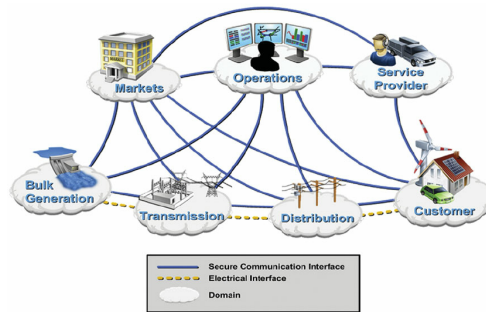 Markets
Operations
Service
Provider
Bulk
Generation
Transmission
Distribution
Customer
Secure Communication Interface
Electrical Interface
Domain